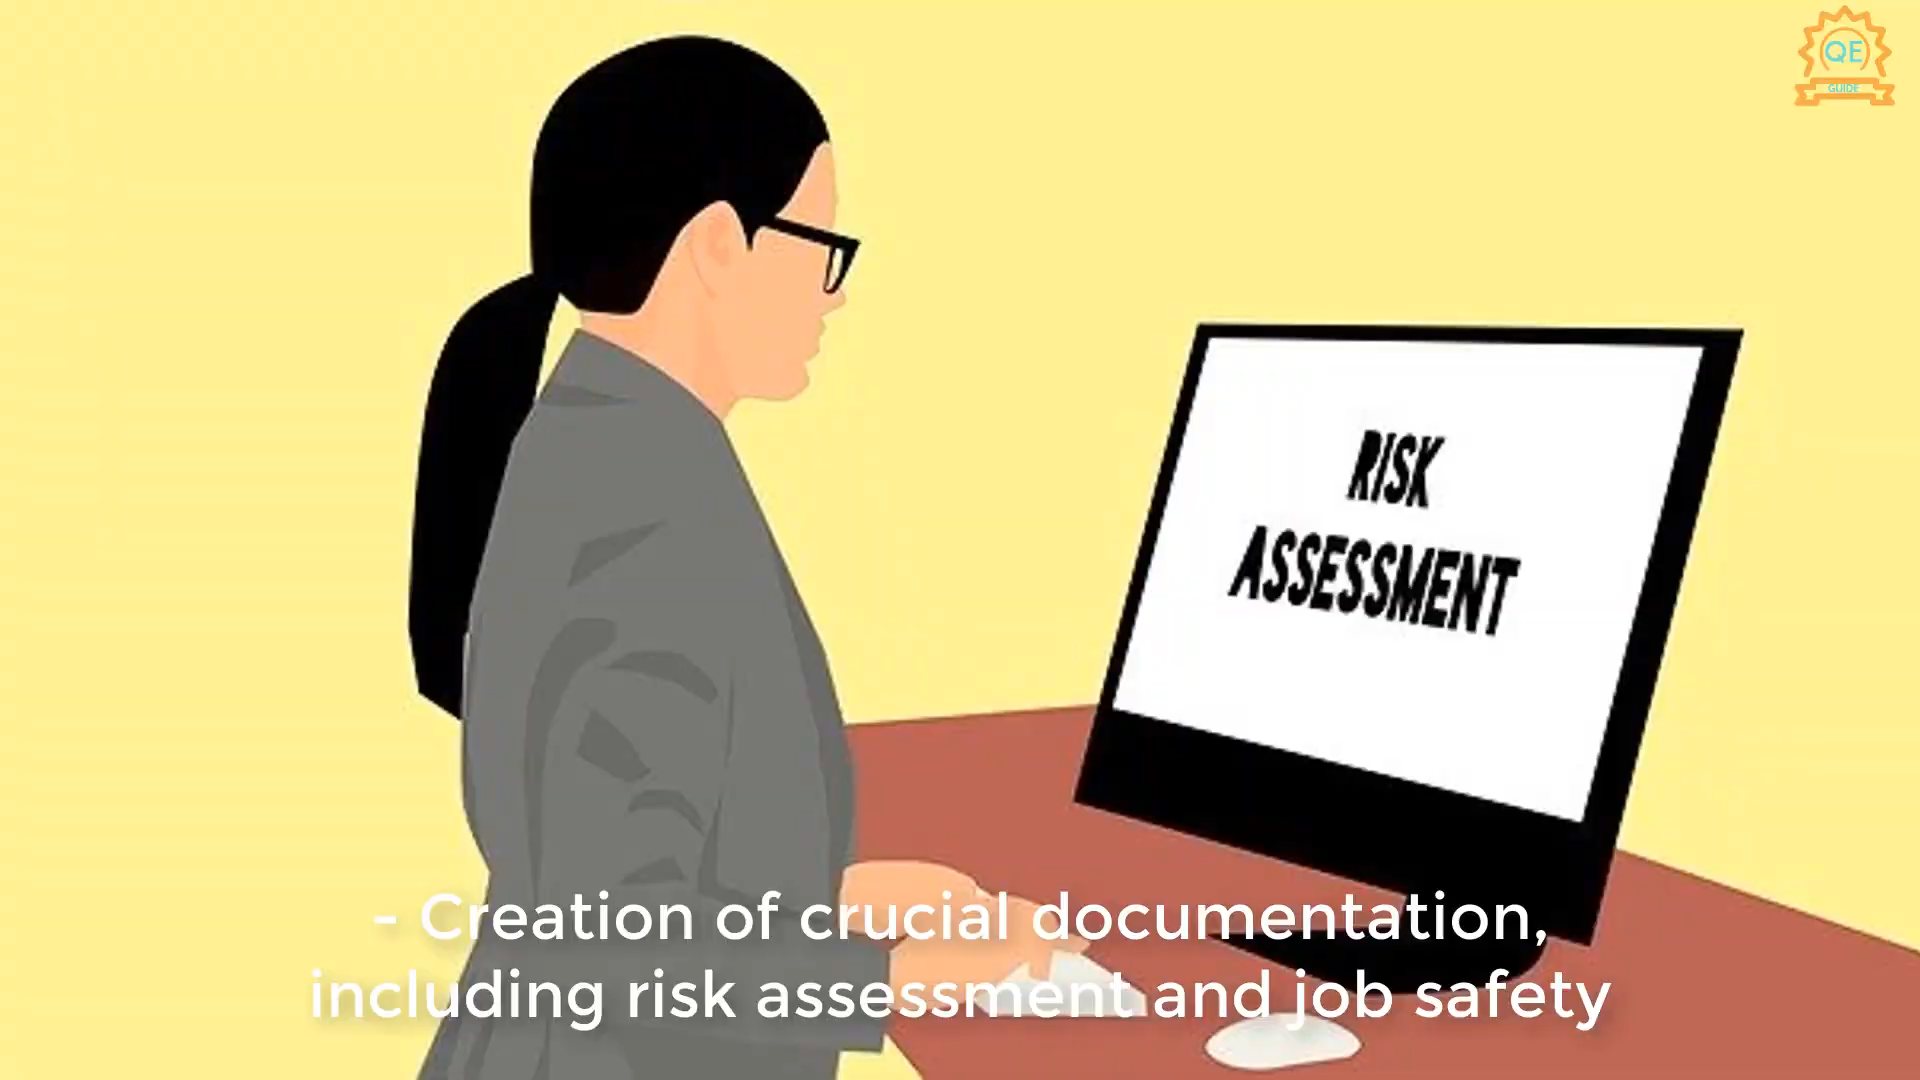 QE
GUIDE
RISK
ASSESSMENT
- Creation of crucial documentation,
including risk assessment and job safety